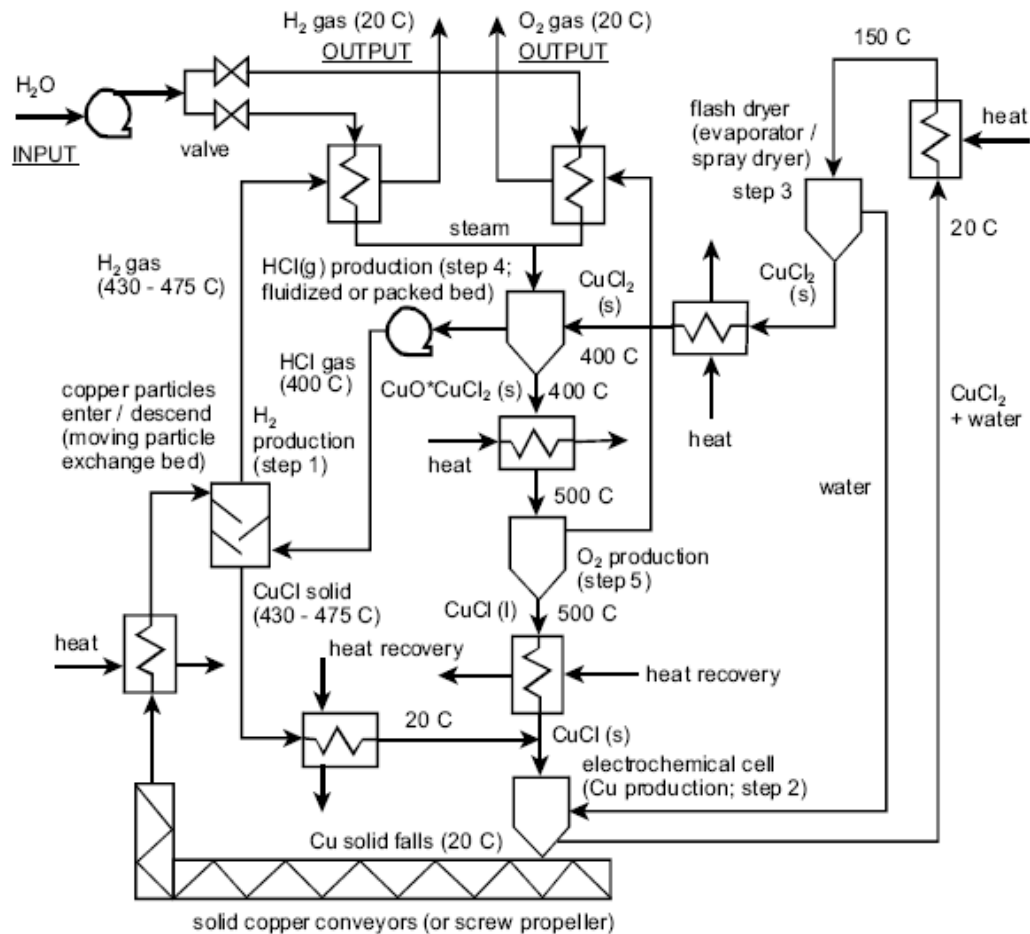 H₂ gas (20 C)
OUTPUT
O₂ gas (20 C)
OUTPUT
150 C
H₂O
INPUT
valve
flash dryer
(evaporator /
spray dryer)
step 3
heat
20 C
steam
H₂ gas
(430 - 475 C)
HCl(g) production (step 4;
fluidized or packed bed)
CuCl₂
(s)
CuCl₂
(s)
400 C
HCl gas
(400 C)
CuO*CuCl₂ (s)
400 C
heat
CuCl₂
+ water
copper particles
enter / descend
(moving particle
exchange bed)
H₂
production
(step 1)
heat
500 C
water
O₂ production
(step 5)
CuCl solid
(430 - 475 C)
CuCl (l)
500 C
heat
heat recovery
heat recovery
20 C
CuCl (s)
electrochemical cell
(Cu production; step 2)
Cu solid falls (20 C)
solid copper conveyors (or screw propeller)